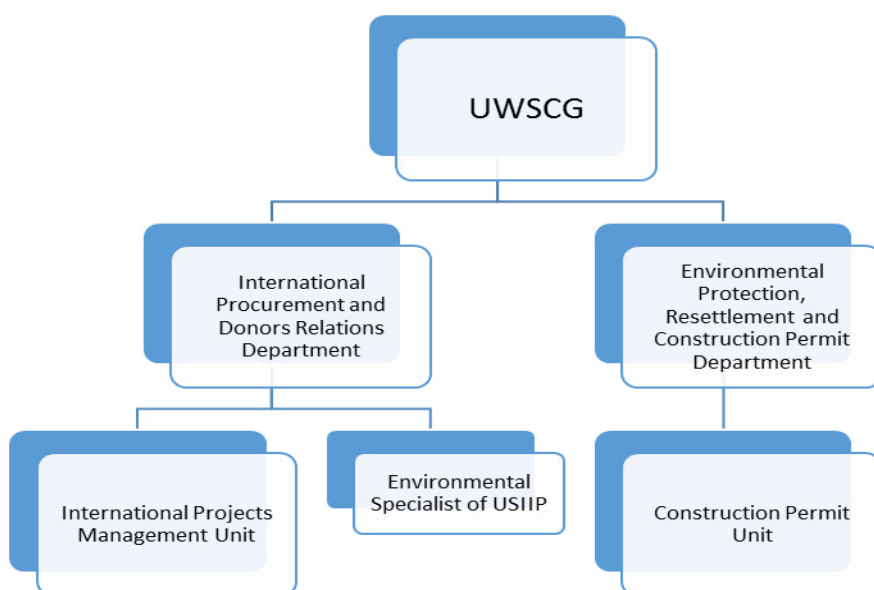 UWSCG
International
Procurement and
Donors Relations
Department
Environmental
Protection,
Resettlement and
Construction Permit
Department
International Projects
Management Unit
Environmental
Specialist of USIIP
Construction Permit
Unit